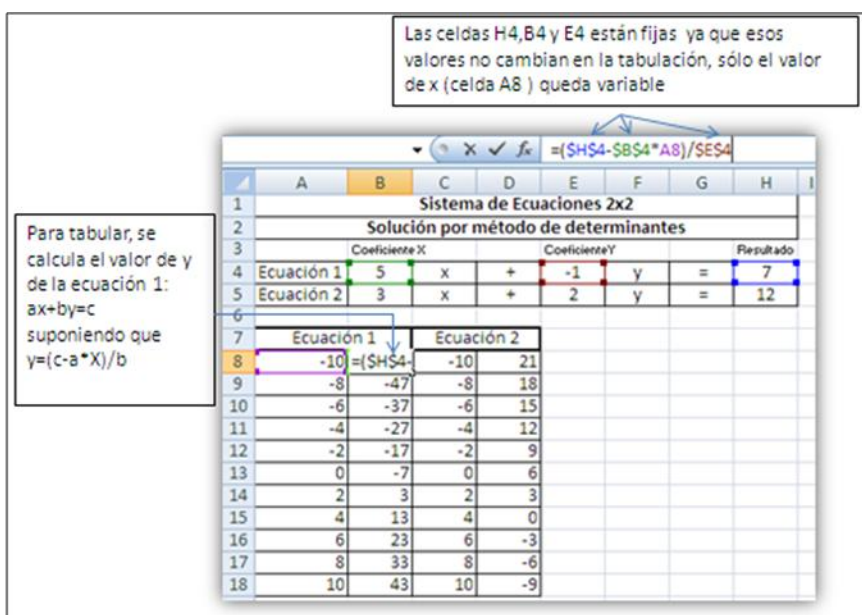 Las celdas H4,B4 y E4 están fijas ya que esos
valores no cambian en la tabulación, sólo el valor
de x (celda A8 ) queda variable
Para tabular, se
calcula el valor de y
de la ecuación 1:
ax+by=c
suponiendo que
y=(c-a*X)/b
fx =($H$4-$B$4*A8)/$E$4
A B C D E F G H I
1 Sistema de Ecuaciones 2x2
2 Solución por método de determinantes
3 Coeficiente X CoeficienteY Resultado
4 Ecuación 1 5 x + -1 y = 7
5 Ecuación 2 3 x + 2 y = 12
6
7 Ecuación 1 Ecuación 2
8 -10 =($H$4- -10 21
9 -8 -47 -8 18
10 -6 -37 -6 15
11 -4 -27 -4 12
12 -2 -17 -2 9
13 0 -7 0 6
14 2 3 2 3
15 4 13 4 0
16 6 23 6 -3
17 8 33 8 -6
18 10 43 10 -9